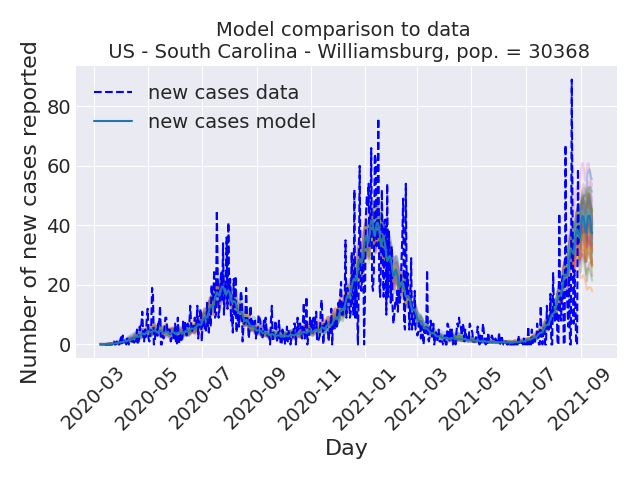 Model comparison to data
US - South Carolina - Williamsburg, pop. = 30368
Number of new cases reported
new cases data
new cases model
80
60
40
20
0
2020-03
2020-05
2020-07
2020-09
2020-11
2021-01
2021-03
2021-05
2021-07
2021-09
Day